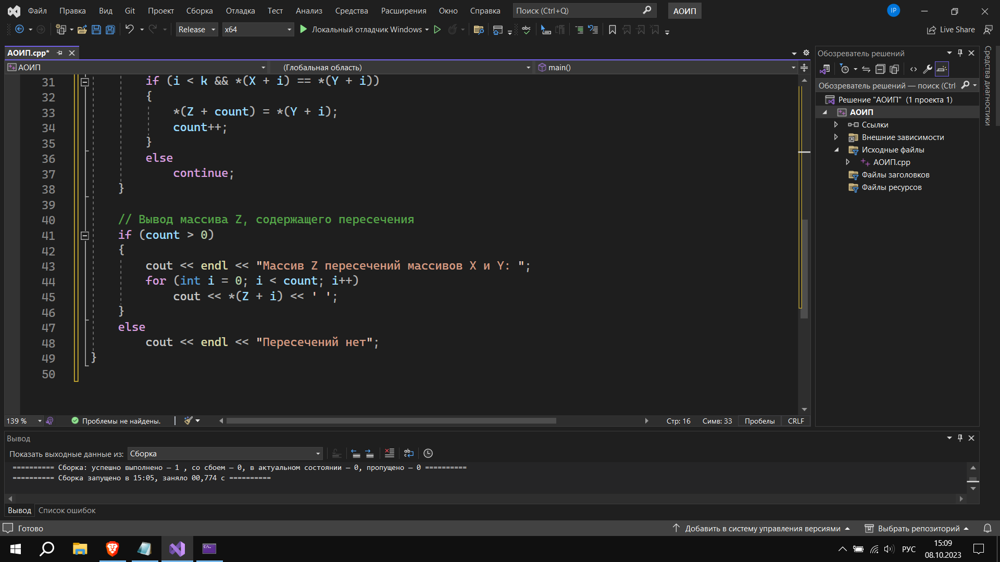 Файл Правка Вид Git Проект Сборка Отладка Тест Анализ Средства Расширения Окно Справка Поиск (Ctrl+Q) АОИП IP
Release x64 Локальный отладчик Windows Live Share
АОИП.cpp*
АОИП (Глобальная область) main()
31 if (i < k && *(X + i) == *(Y + i))
32 {
33 *(Z + count) = *(Y + i);
34 count++;
35 }
36 else
37 continue;
38 }
39
40 // Вывод массива Z, содержащего пересечения
41 if (count > 0)
42 {
43 cout << endl << "Массив Z пересечений массивов X и Y: ";
44 for (int i = 0; i < count; i++)
45 cout << *(Z + i) << ' ';
46 }
47 else
48 cout << endl << "Пересечений нет";
49 }
50
139 % Проблемы не найдены. Стр: 16 Симв: 33 Пробелы CRLF
Обозреватель решений
Обозреватель решений — поиск (Ctrl
Решение "АОИП" (1 проекта 1)
АОИП
Ссылки
Внешние зависимости
Исходные файлы
АОИП.cpp
Файлы заголовков
Файлы ресурсов
Средства диагностики
Вывод
Показать выходные данные из: Сборка
========== Сборка: успешно выполнено — 1 , со сбоем — 0, в актуальном состоянии — 0, пропущено — 0 ==========
========== Сборка запущено в 15:05, заняло 00,774 с ==========
Вывод Список ошибок
Готово Добавить в систему управления версиями Выбрать репозиторий
РУС 15:09
08.10.2023